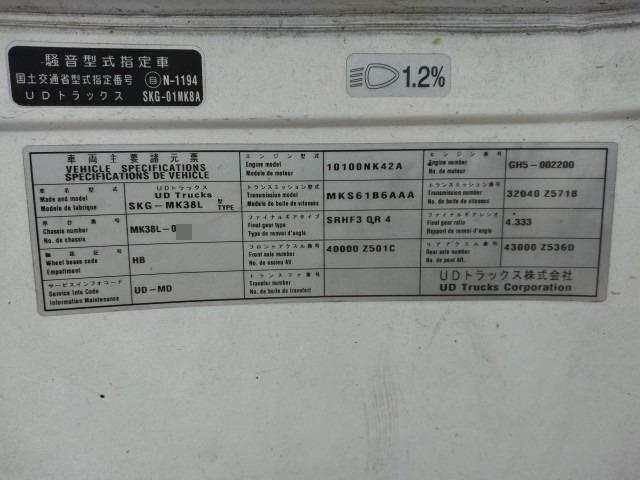 騒音型式指定車
国土交通省型式指定番号 自 N-1194
UDトラックス SKG-01MK8A
1.2%
車両主要諸元票
VEHICLE SPECIFICATIONS
SPECIFICATIONS DE VEHICLE
車名型式
Made and model
Modele de fabrique
UDトラックス
UD Trucks
SKG-MK38L 型 TYPE
車台番号
Chassis number
No. de chassis
MK38L-0
軸距記号
Wheel bease code
Empattment
HB
サービスインフォコード
Service Info Code
Information Maintenance
UD-MD
エンジン型式
Engine model
Modele de moteur
10100NK42A
トランスミッション型式
Transmission model
Modele de boite de vitesses
MKS61B6AAA
ファイナルギアタイプ
Final gear type
Type de renvoi d'angle
SRHF3 QR 4
フロントアクスル番号
Front axle number
No. de essieu AV.
40000 Z501C
トランスファ番号
Transfer number
No. de boite de transfert
エンジン番号
Engine number
No. de moteur
GH5-002200
トランスミッション番号
Transmission number
No. de boite de vitesses
32040 Z571B
ファイナルギアレシオ
Final gear ratio
Rapport de renvoi d'angle
4.333
リアアクスル番号
Rear axle number
No. de pont AR.
43000 Z536D
UDトラックス株式会社
UD Trucks Corporation